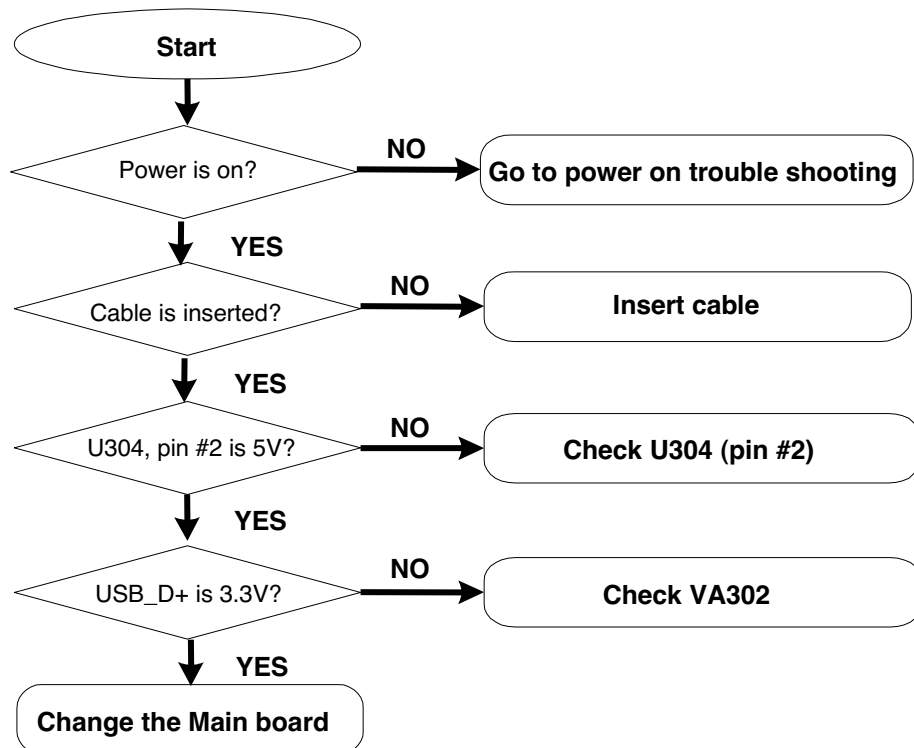 Start
Power is on?
NO
Go to power on trouble shooting
YES
Cable is inserted?
NO
Insert cable
YES
U304, pin #2 is 5V?
NO
Check U304 (pin #2)
YES
USB_D+ is 3.3V?
NO
Check VA302
YES
Change the Main board